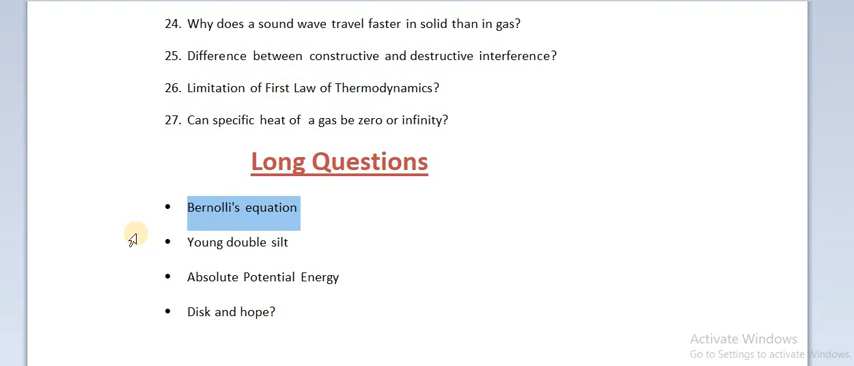 24. Why does a sound wave travel faster in solid than in gas?
25. Difference between constructive and destructive interference?
26. Limitation of First Law of Thermodynamics?
27. Can specific heat of a gas be zero or infinity?
Long Questions
• Bernolli's equation
• Young double silt
• Absolute Potential Energy
• Disk and hope?
Activate Windows
Go to Settings to activate Windows.